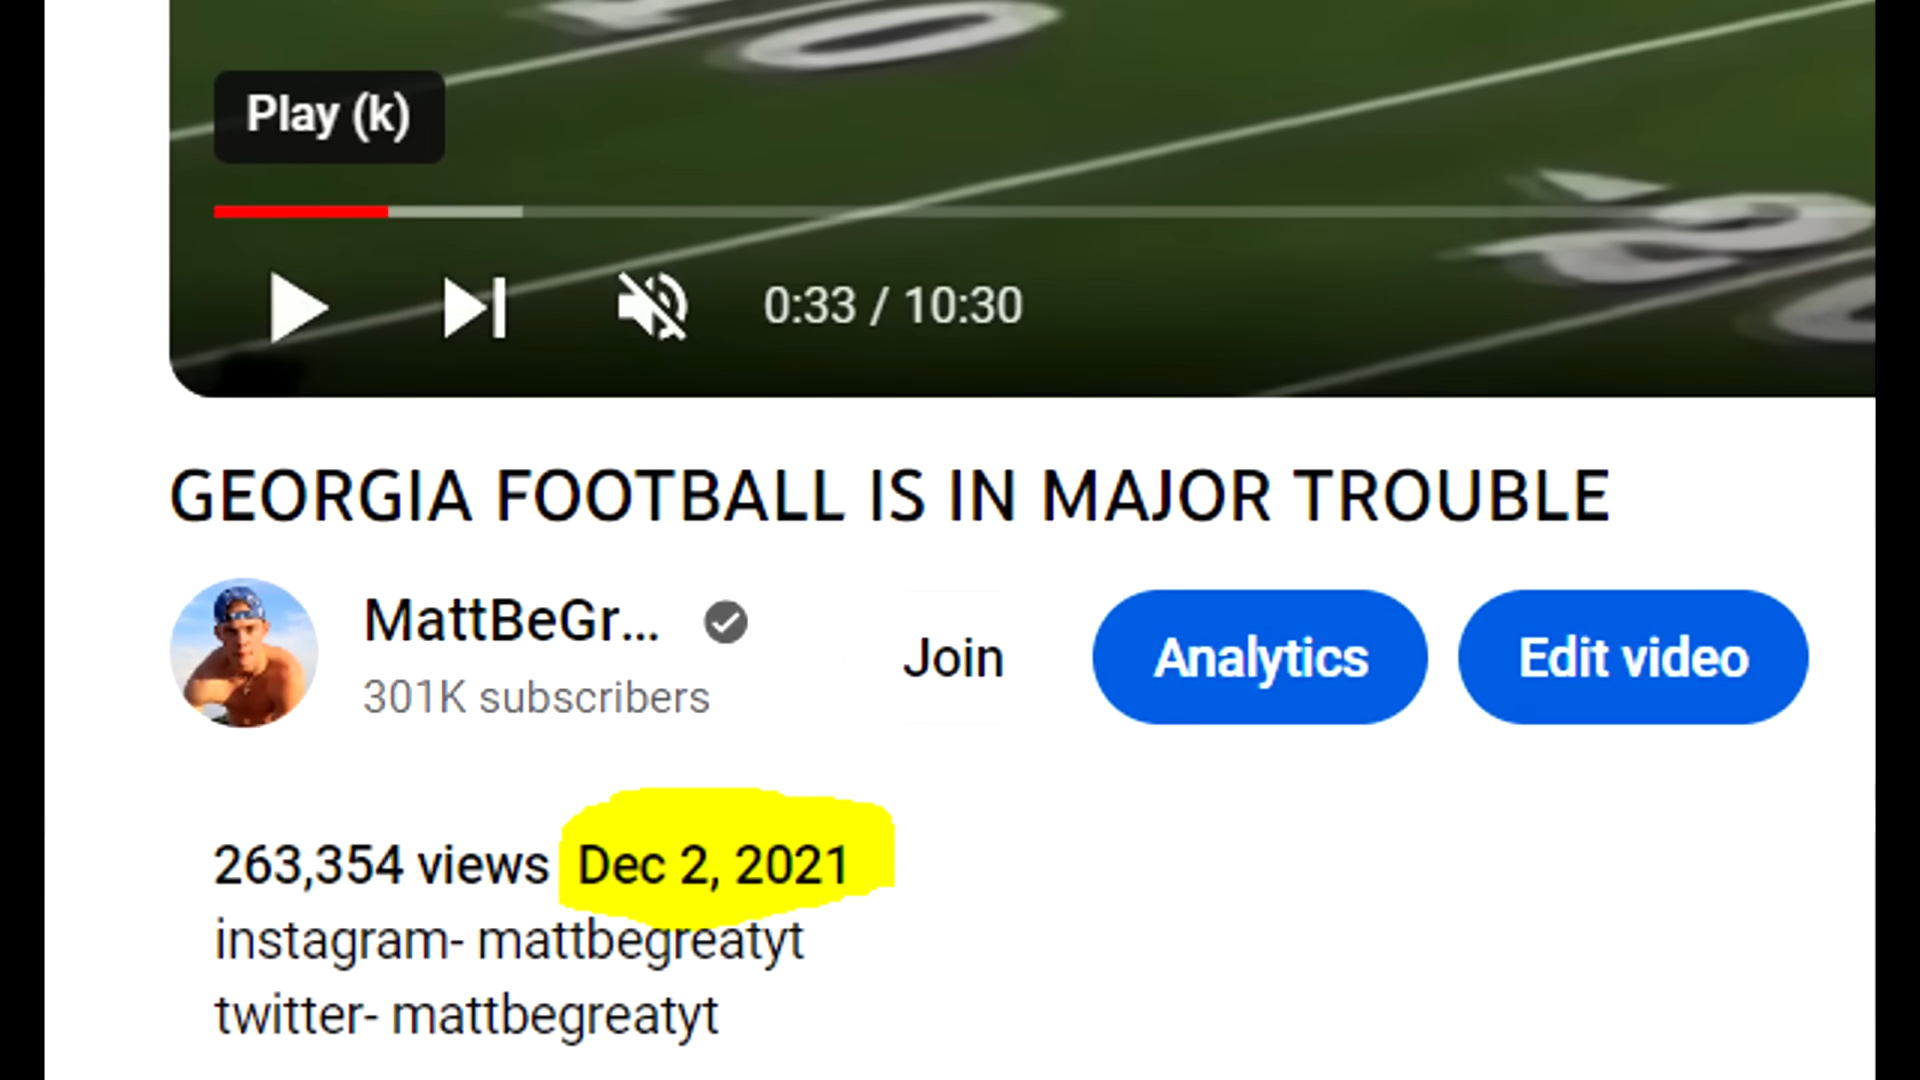 Play (k)
0:33 / 10:30
GEORGIA FOOTBALL IS IN MAJOR TROUBLE
MattBeGr...
301K subscribers
Join
Analytics
Edit video
263,354 views Dec 2, 2021
instagram- mattbegreatyt
twitter- mattbegreatyt